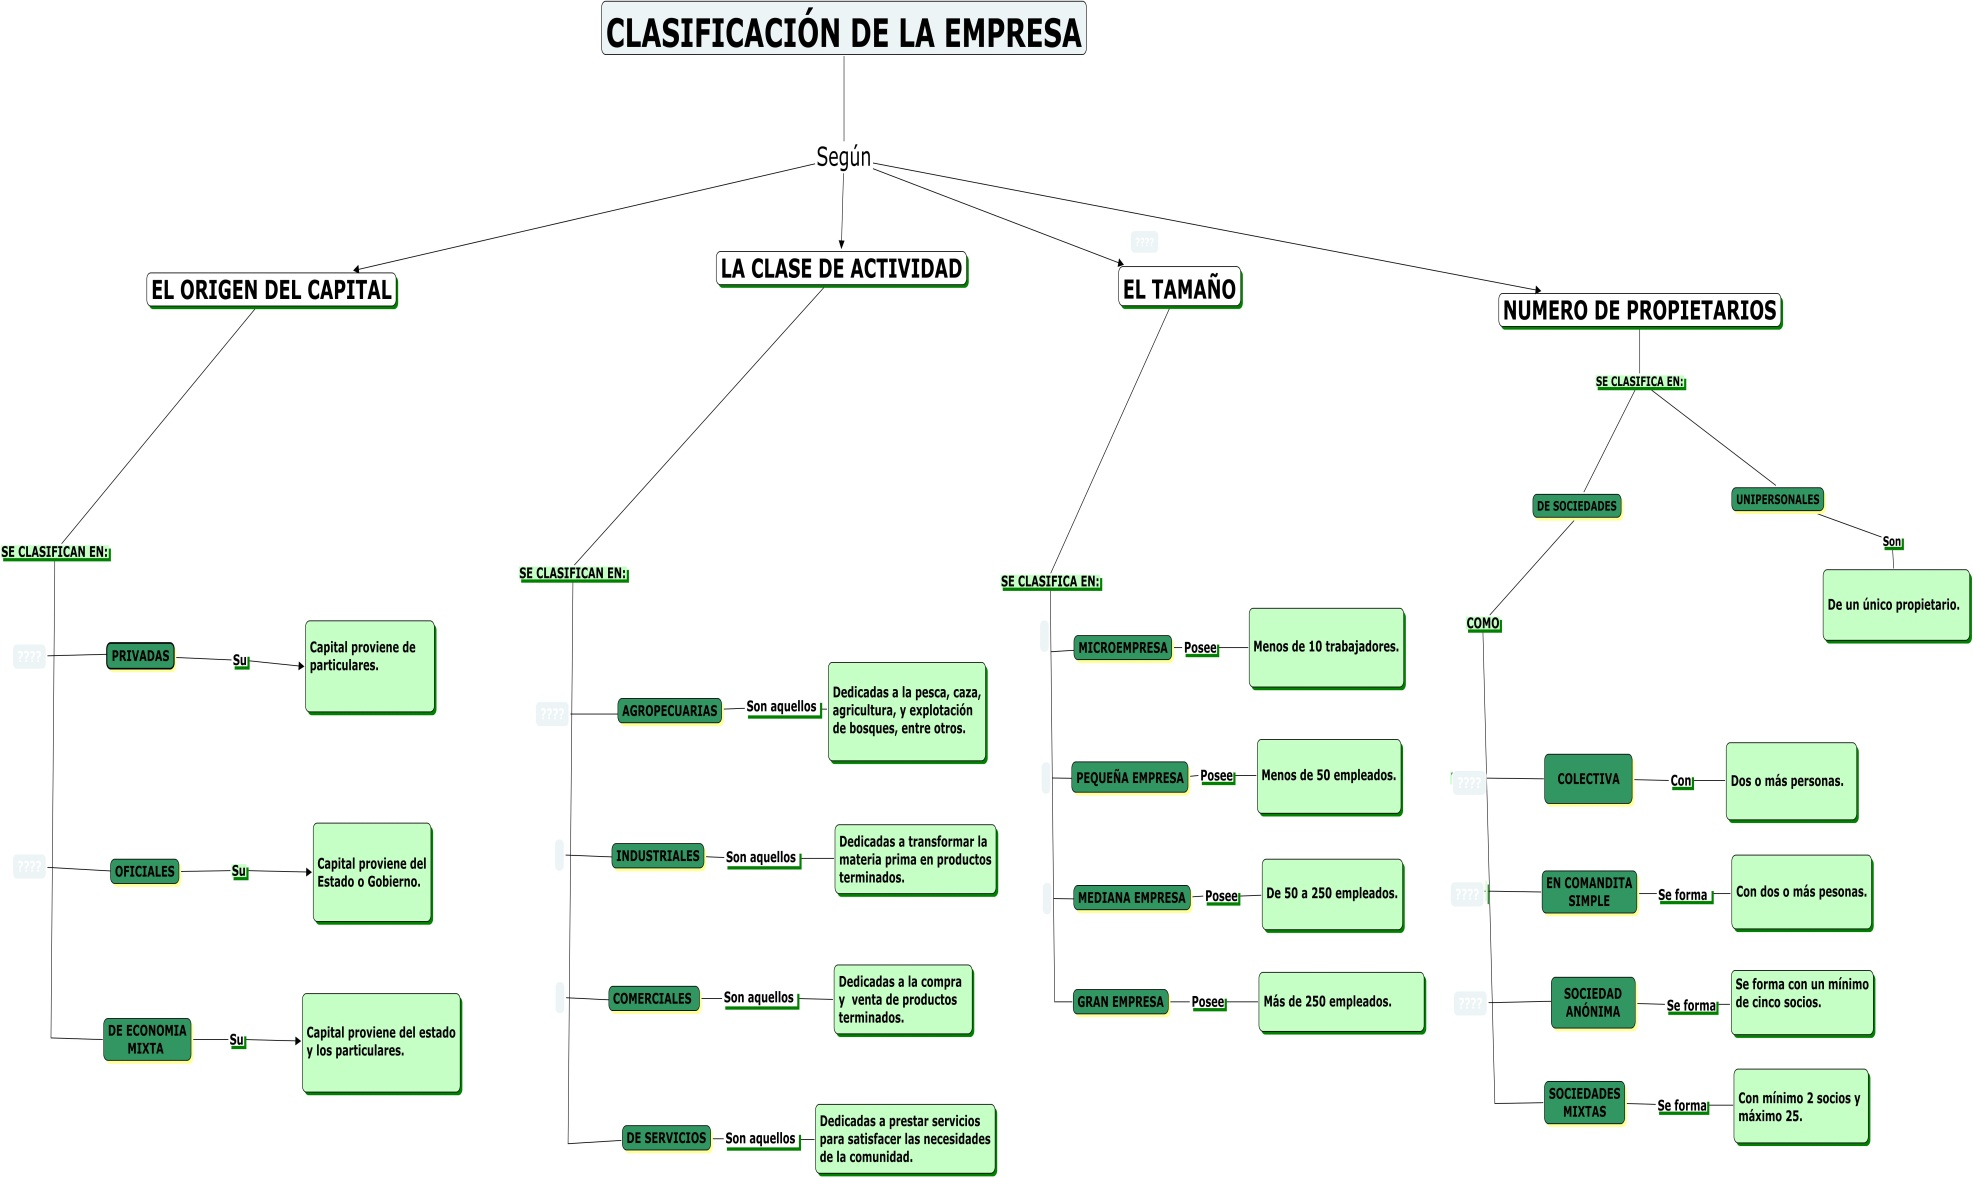 CLASIFICACIÓN DE LA EMPRESA
Según
EL ORIGEN DEL CAPITAL
SE CLASIFICAN EN:
????
PRIVADAS
Su
Capital proviene de
particulares.
????
OFICIALES
Su
Capital proviene del
Estado o Gobierno.
DE ECONOMIA
MIXTA
Su
Capital proviene del estado
y los particulares.
LA CLASE DE ACTIVIDAD
SE CLASIFICAN EN:
????
AGROPECUARIAS
Son aquellos
Dedicadas a la pesca, caza,
agricultura, y explotación
de bosques, entre otros.
INDUSTRIALES
Son aquellos
Dedicadas a transformar la
materia prima en productos
terminados.
COMERCIALES
Son aquellos
Dedicadas a la compra
y venta de productos
terminados.
DE SERVICIOS
Son aquellos
Dedicadas a prestar servicios
para satisfacer las necesidades
de la comunidad.
????
EL TAMAÑO
SE CLASIFICA EN:
MICROEMPRESA
Posee
Menos de 10 trabajadores.
PEQUEÑA EMPRESA
Posee
Menos de 50 empleados.
MEDIANA EMPRESA
Posee
De 50 a 250 empleados.
GRAN EMPRESA
Posee
Más de 250 empleados.
NUMERO DE PROPIETARIOS
SE CLASIFICA EN:
DE SOCIEDADES
UNIPERSONALES
Son
De un único propietario.
COMO
????
COLECTIVA
Con
Dos o más personas.
????
EN COMANDITA
SIMPLE
Se forma
Con dos o más pesonas.
????
SOCIEDAD
ANÓNIMA
Se forma
Se forma con un mínimo
de cinco socios.
SOCIEDADES
MIXTAS
Se forma
Con mínimo 2 socios y
máximo 25.